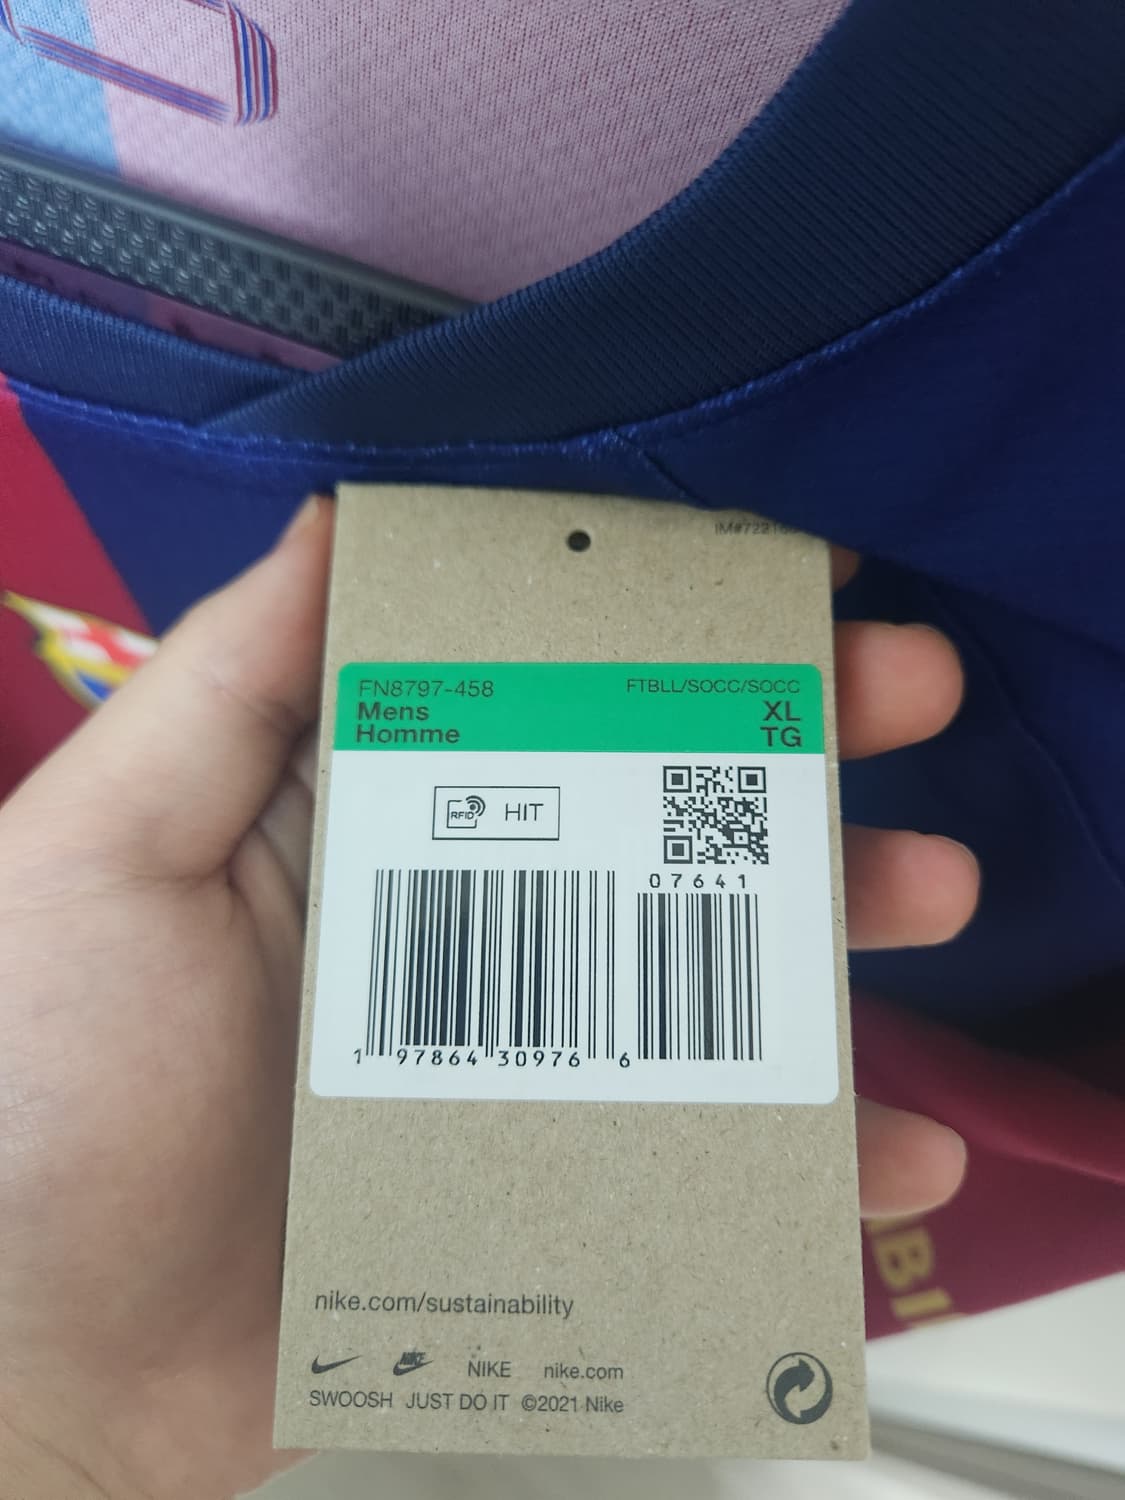 FN8797-458
FTBLL/SOCC/SOCC
Mens
XL
Homme
TG
RFID
HIT
07641
1 97864 30976 6
nike.com/sustainability
NIKE nike.com
SWOOSH JUST DO IT ©2021 Nike